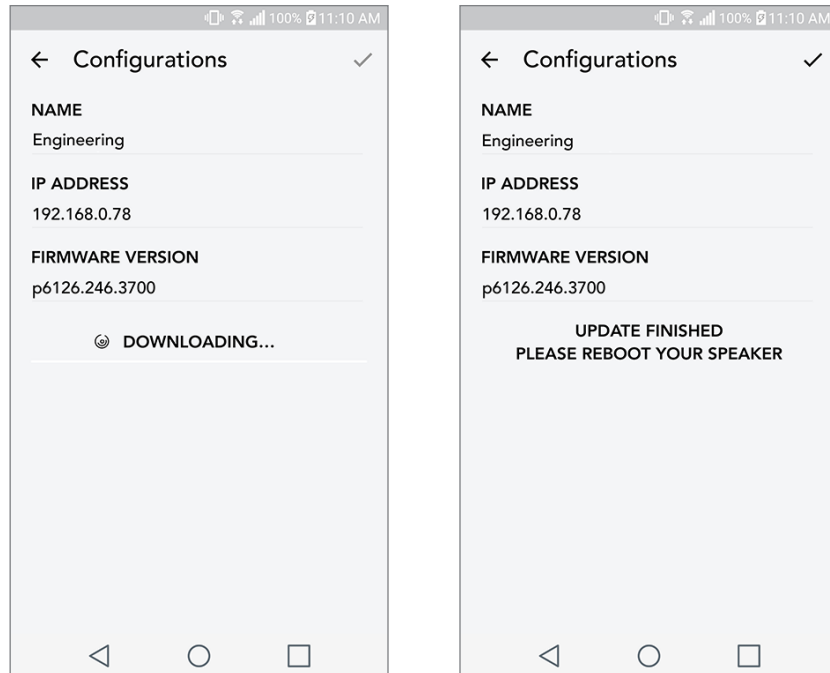 100% 11:10 AM
Configurations
NAME
Engineering
IP ADDRESS
192.168.0.78
FIRMWARE VERSION
p6126.246.3700
DOWNLOADING...
100% 11:10 AM
Configurations
NAME
Engineering
IP ADDRESS
192.168.0.78
FIRMWARE VERSION
p6126.246.3700
UPDATE FINISHED
PLEASE REBOOT YOUR SPEAKER